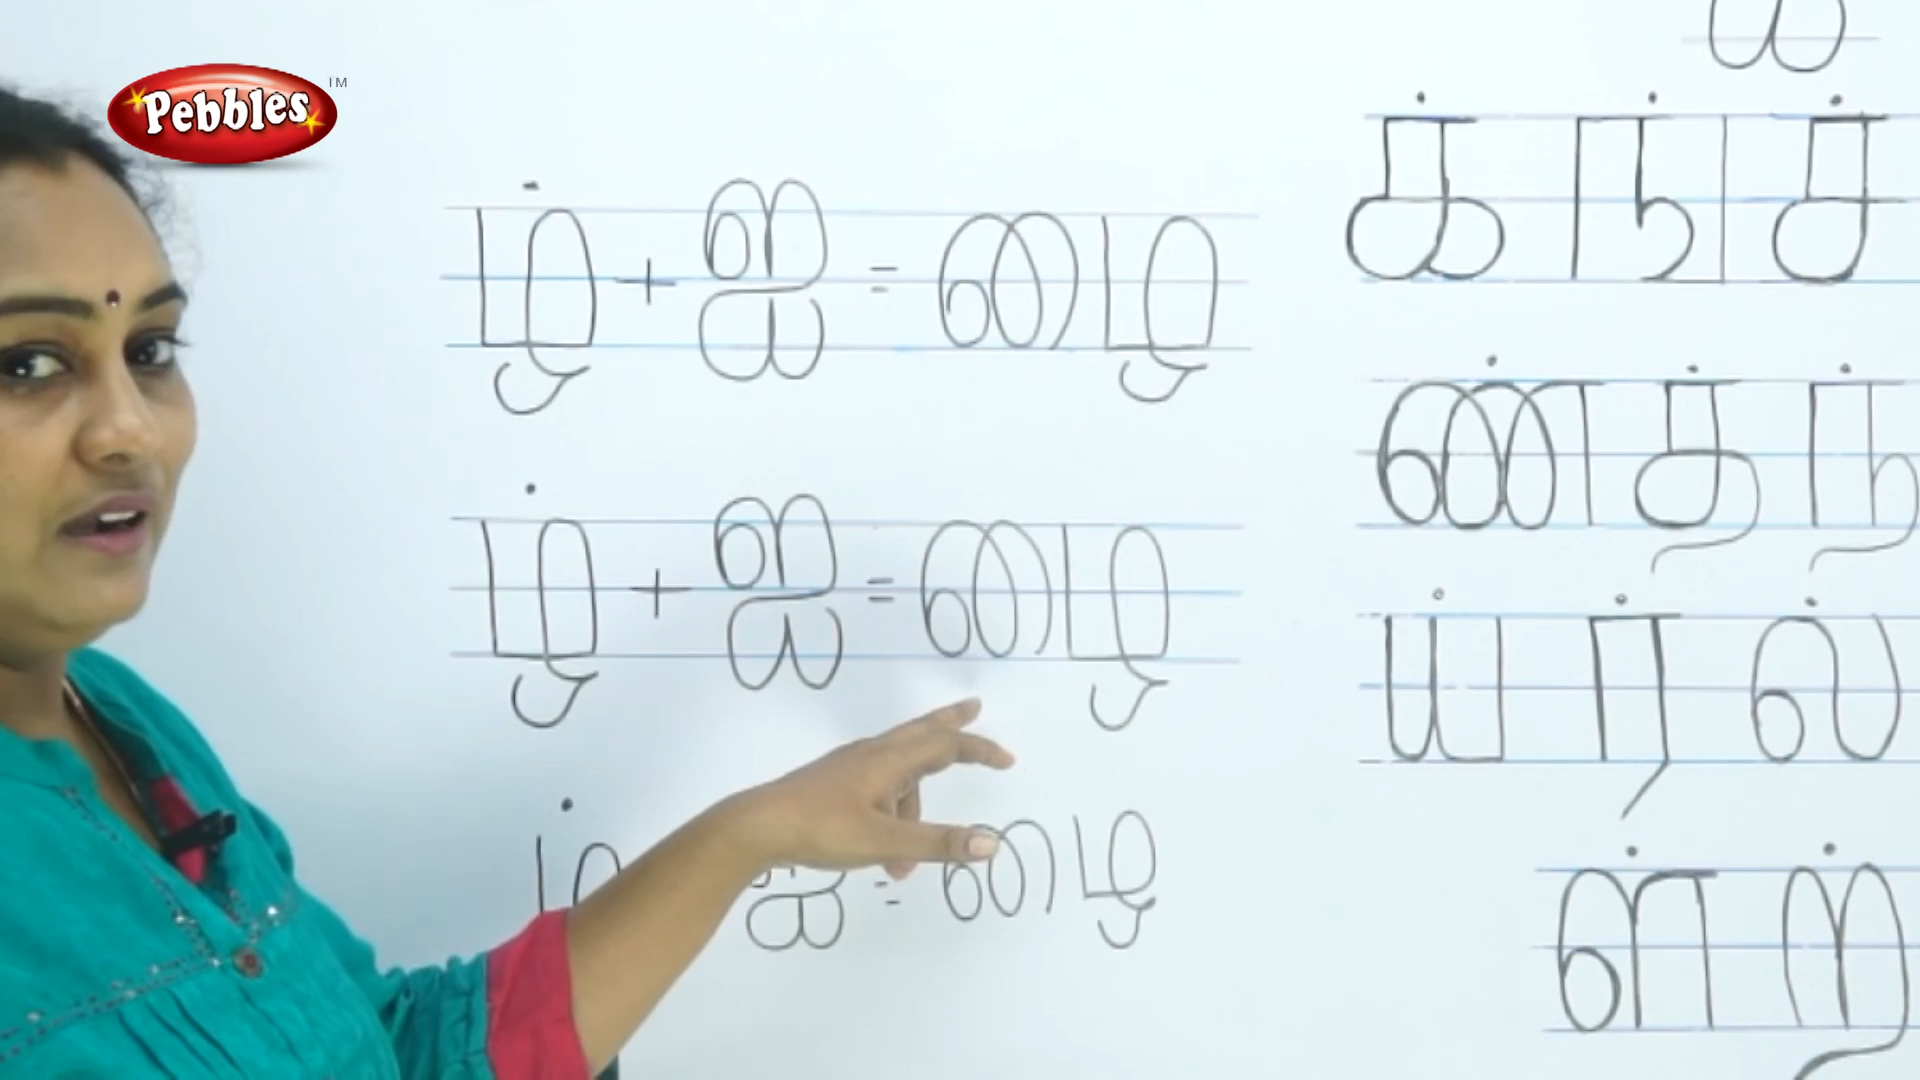 Pebbles TM
ழ் + ஐ = ழை
ழ் + ஐ = ழை
ழ் + ஐ = ழை
ஐ
க் ங் ச்
ண் த் ந்
ய் ர் ல்
ற் ன்